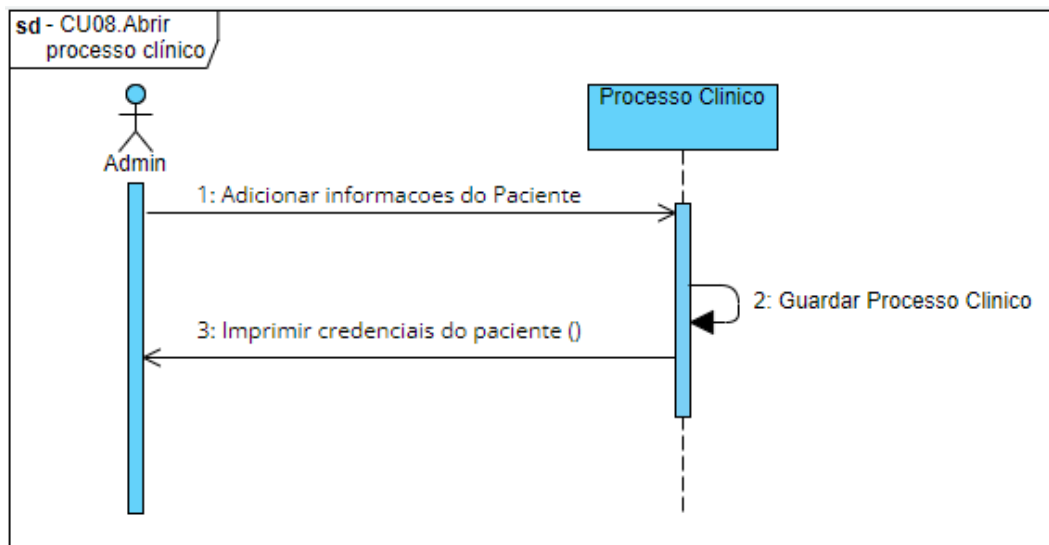 sd - CU08.Abrir
processo clínico
Processo Clinico
Admin
1: Adicionar informacoes do Paciente
2: Guardar Processo Clinico
3: Imprimir credenciais do paciente ()